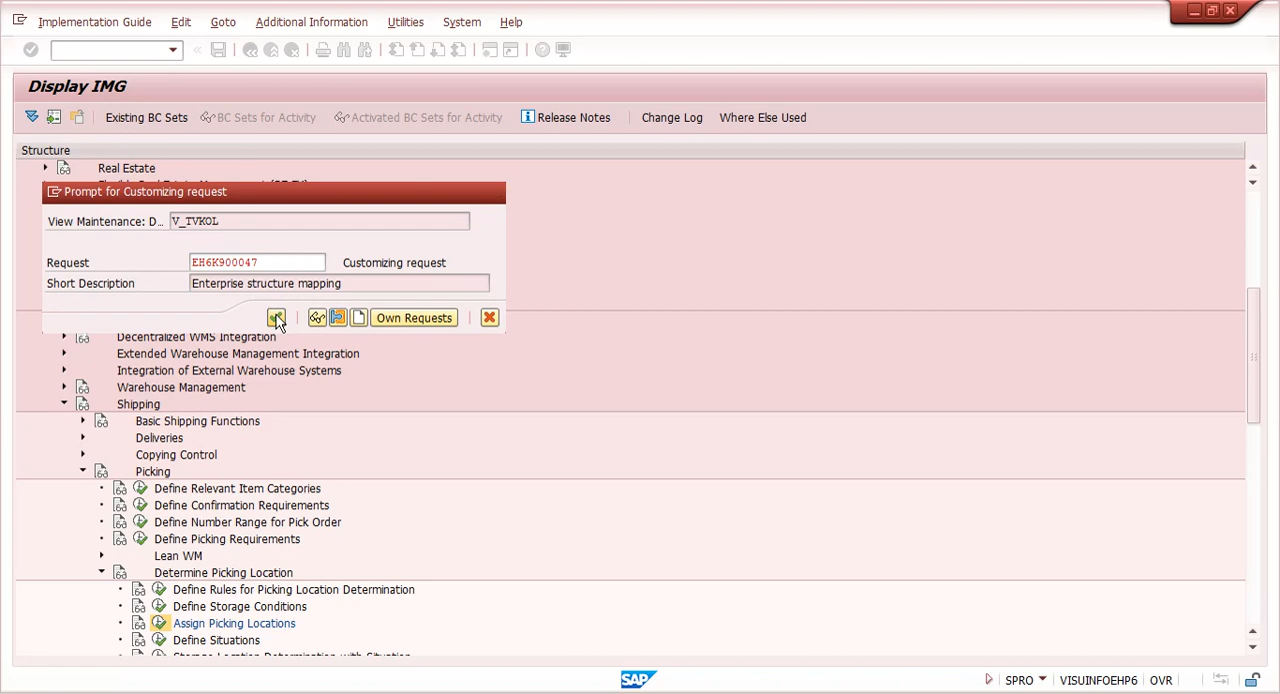 Implementation Guide Edit Goto Additional Information Utilities System Help
Display IMG
Existing BC Sets BC Sets for Activity Activated BC Sets for Activity Release Notes Change Log Where Else Used
Structure
Real Estate
Prompt for Customizing request
View Maintenance: D... V_TVKOL
Request EH6K900047 Customizing request
Short Description Enterprise structure mapping
Own Requests
Decentralized WMS Integration
Extended Warehouse Management Integration
Integration of External Warehouse Systems
Warehouse Management
Shipping
Basic Shipping Functions
Deliveries
Copying Control
Picking
Define Relevant Item Categories
Define Confirmation Requirements
Define Number Range for Pick Order
Define Picking Requirements
Lean WM
Determine Picking Location
Define Rules for Picking Location Determination
Define Storage Conditions
Assign Picking Locations
Define Situations
Storage Location Determination with Situation
SAP SPRO VISUINFOEHP6 OVR